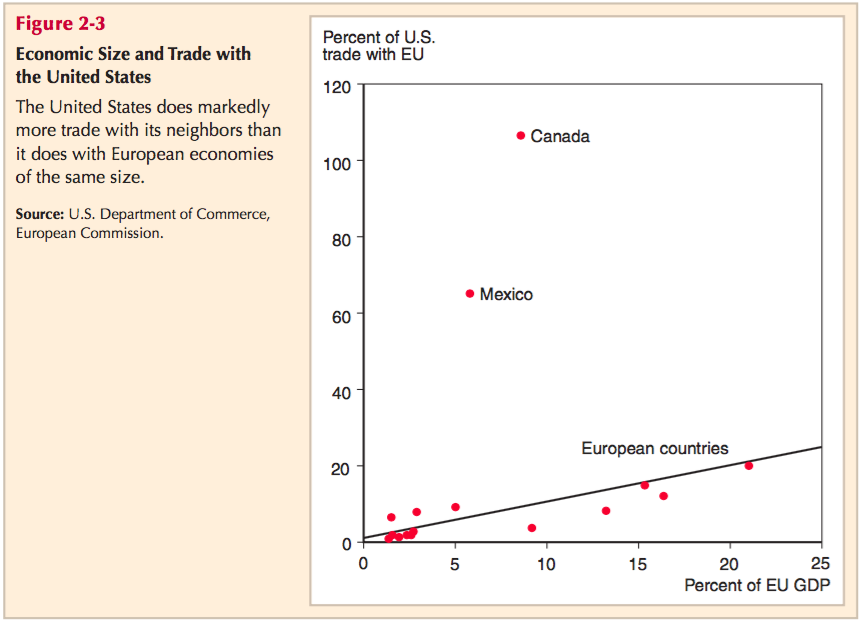 Figure 2-3
Economic Size and Trade with
the United States
The United States does markedly
more trade with its neighbors than
it does with European economies
of the same size.
Source: U.S. Department of Commerce,
European Commission.
Percent of U.S.
trade with EU
120
100
80
60
40
20
0
Canada
Mexico
European countries
0 5 10 15 20 25
Percent of EU GDP